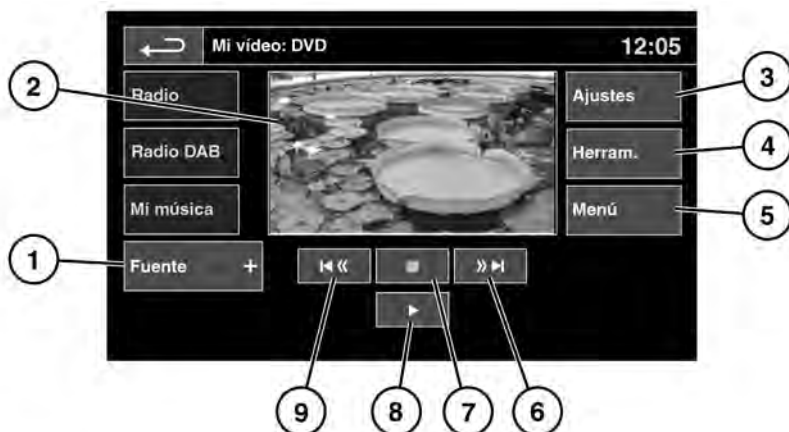 Mi vídeo: DVD
12:05
Radio
Radio DAB
Mi música
Fuente +
Ajustes
Herram.
Menú
1
2
3
4
5
6
7
8
9